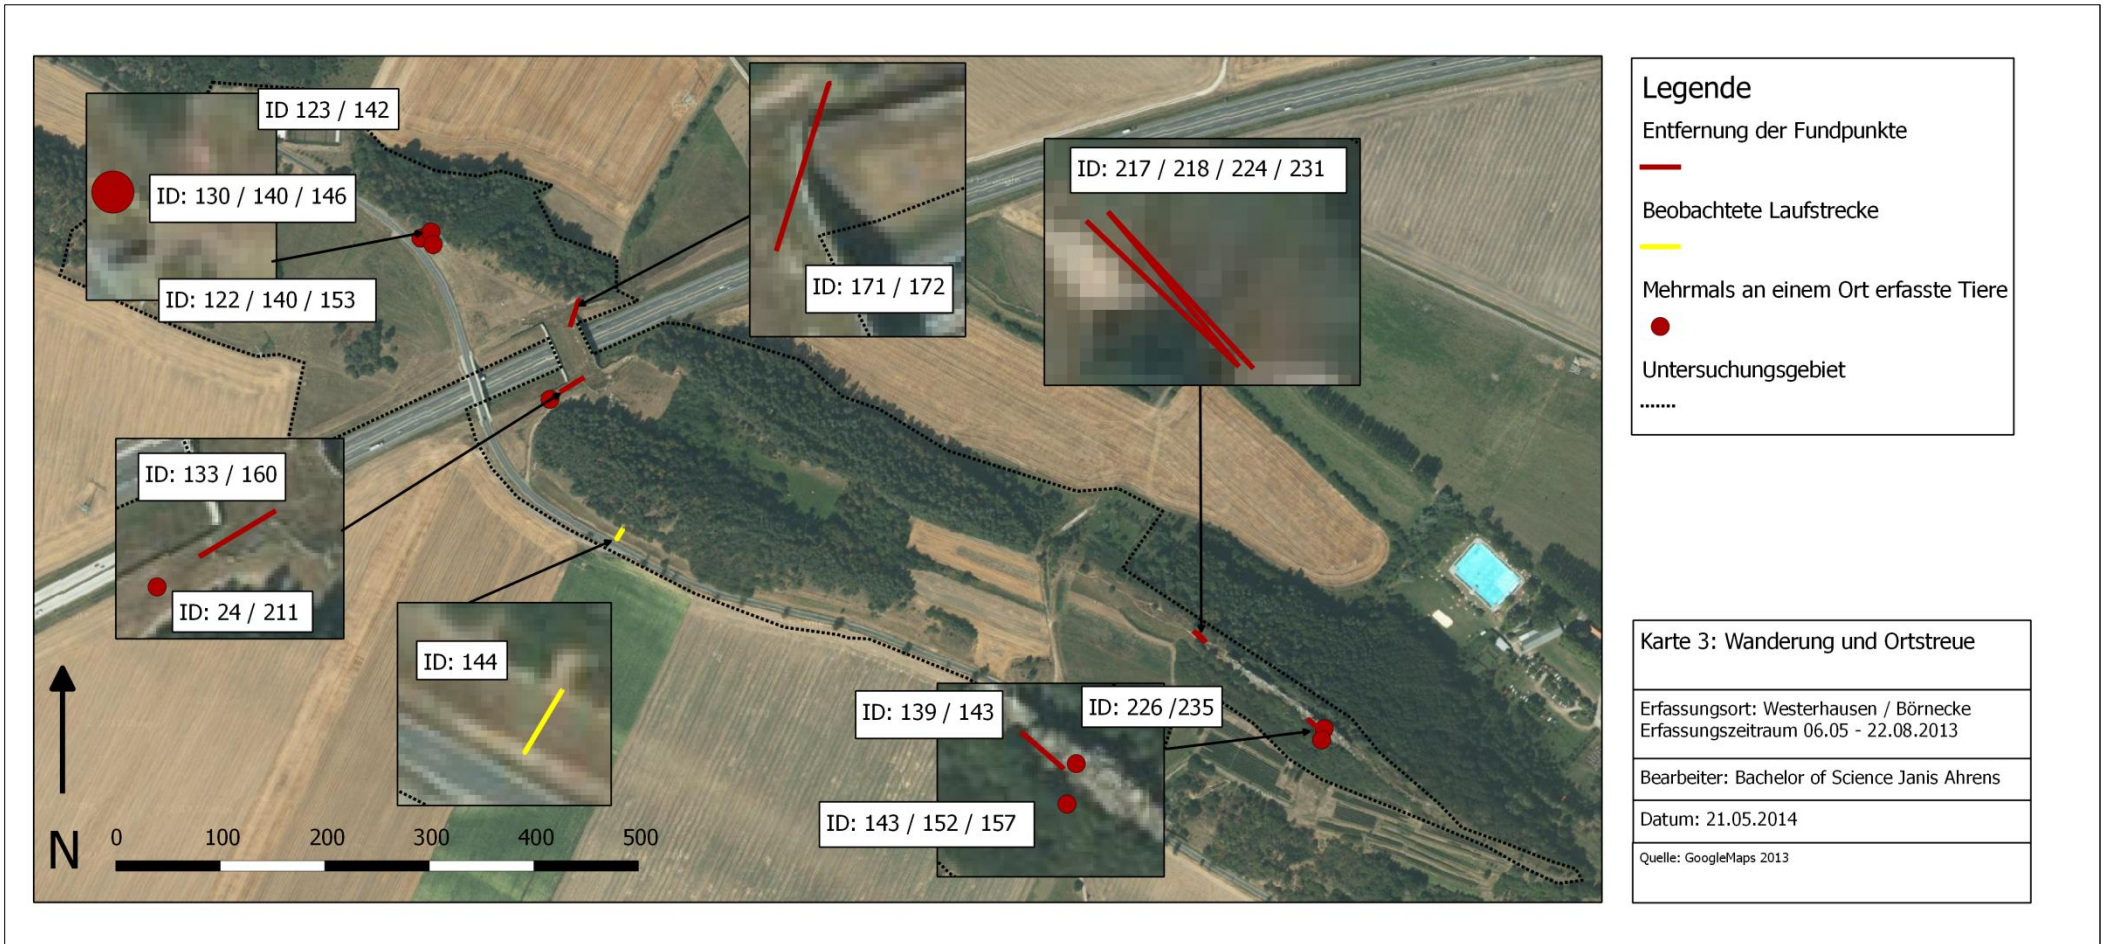 ID 123 / 142
ID: 130 / 140 / 146
ID: 122 / 140 / 153
ID: 171 / 172
ID: 217 / 218 / 224 / 231
ID: 133 / 160
ID: 24 / 211
ID: 144
ID: 139 / 143
ID: 226 /235
ID: 143 / 152 / 157
N
0 100 200 300 400 500
Legende
Entfernung der Fundpunkte
Beobachtete Laufstrecke
Mehrmals an einem Ort erfasste Tiere
Untersuchungsgebiet
Karte 3: Wanderung und Ortstreue
Erfassungsort: Westerhausen / Börnecke
Erfassungszeitraum 06.05 - 22.08.2013
Bearbeiter: Bachelor of Science Janis Ahrens
Datum: 21.05.2014
Quelle: GoogleMaps 2013